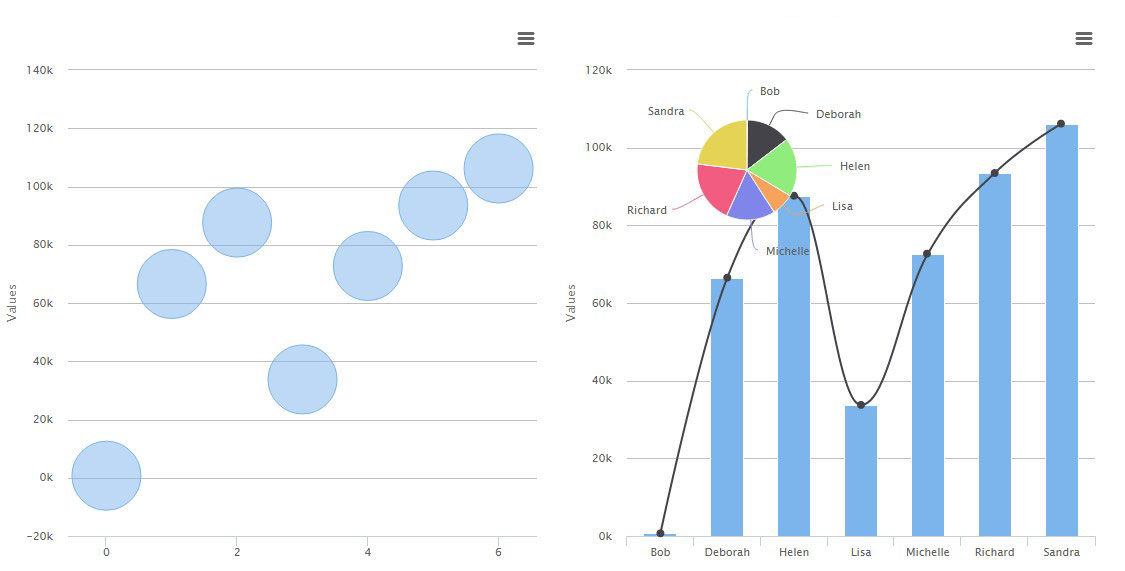 140k
120k
100k
80k
60k
40k
20k
0k
-20k
Values
0 2 4 6
120k
100k
80k
60k
40k
20k
0k
Values
Bob
Deborah
Helen
Lisa
Michelle
Richard
Sandra
Bob Deborah Helen Lisa Michelle Richard Sandra